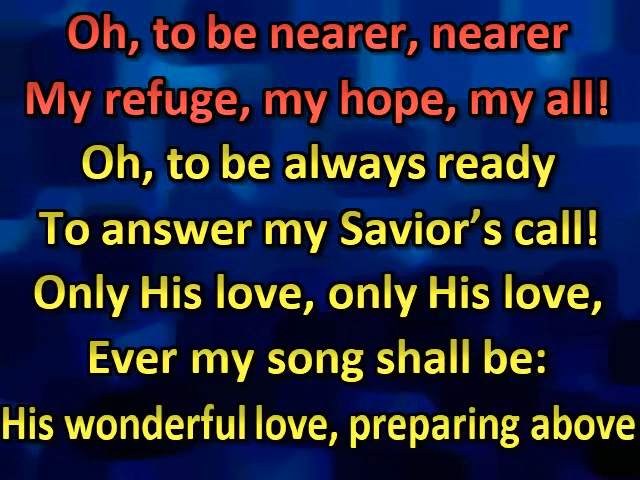 Oh, to be nearer, nearer
My refuge, my hope, my all!
Oh, to be always ready
To answer my Savior’s call!
Only His love, only His love,
Ever my song shall be:
His wonderful love, preparing above